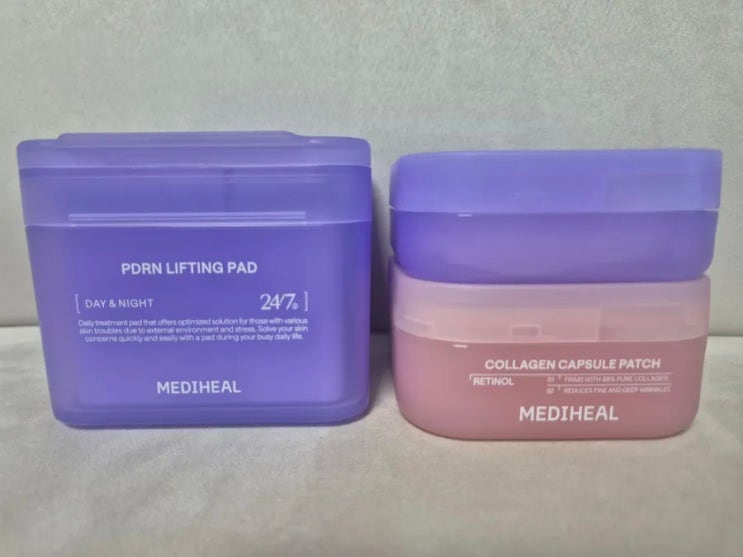 PDRN LIFTING PAD
[ DAY & NIGHT 24/7 ]
Daily treatment pad that offers optimized solution for those with various
skin troubles due to external environment and stress. Solve your skin
concerns quickly and easily with a pad during your busy daily life.
MEDIHEAL
COLLAGEN CAPSULE PATCH
RETINOL
01 FIRMS WITH 99% PURE COLLAGEN
02 REDUCES FINE AND DEEP WRINKLES
MEDIHEAL